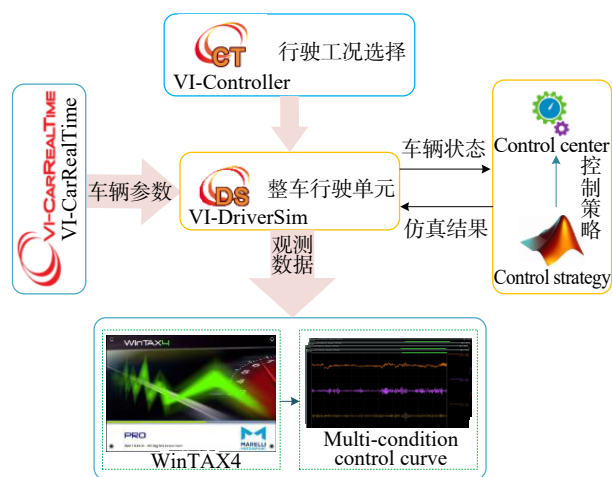 CT
行驶工况选择
VI-Controller
VI-CARREALTIME
VI-CarRealTime
车辆参数
DS
整车行驶单元
VI-DriverSim
车辆状态
仿真结果
Control center
控制策略
Control strategy
观测
数据
WINTAX4
PRO
MARELLI
WinTAX4
Multi-condition
control curve